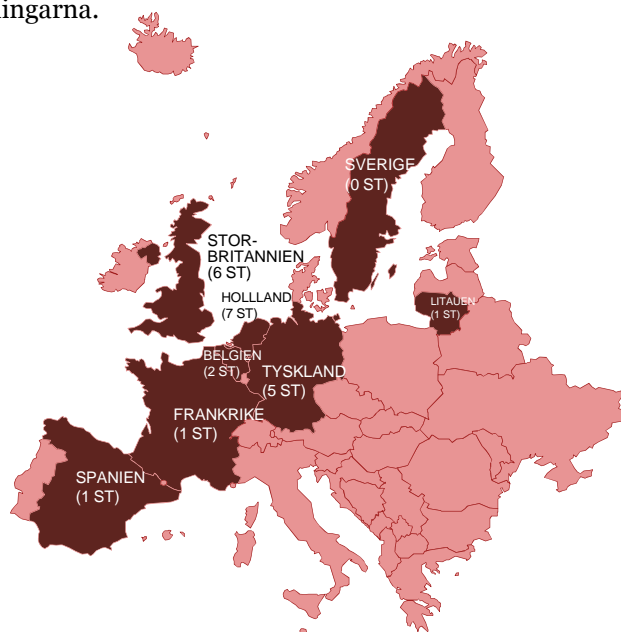 ingarna.
SVERIGE
(0 ST)
STOR-
BRITANNIEN
(6 ST)
HOLLLAND
(7 ST)
LITAUEN
(1 ST)
BELGIEN
(2 ST)
TYSKLAND
(5 ST)
FRANKRIKE
(1 ST)
SPANIEN
(1 ST)